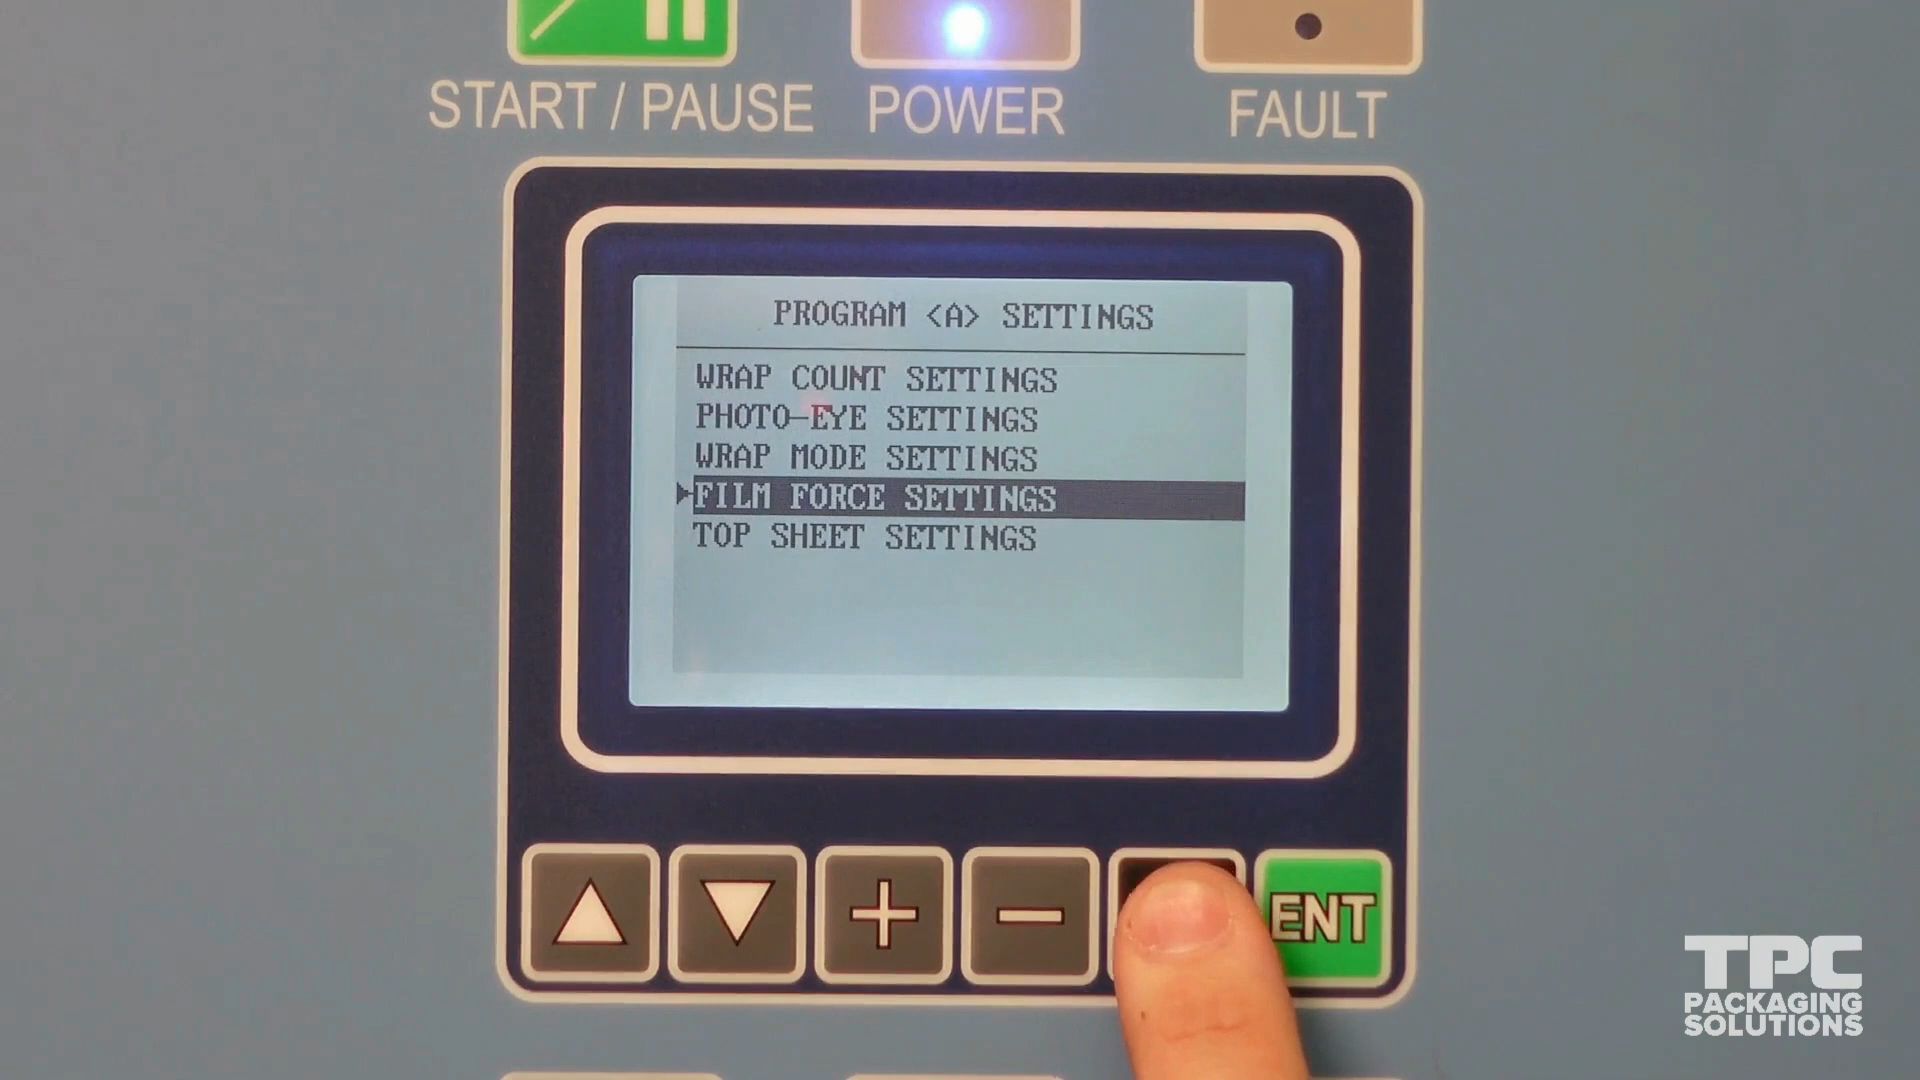 START / PAUSE
POWER
FAULT
PROGRAM <A> SETTINGS
WRAP COUNT SETTINGS
PHOTO-EYE SETTINGS
WRAP MODE SETTINGS
FILM FORCE SETTINGS
TOP SHEET SETTINGS
+
−
ENT
TPC
PACKAGING
SOLUTIONS